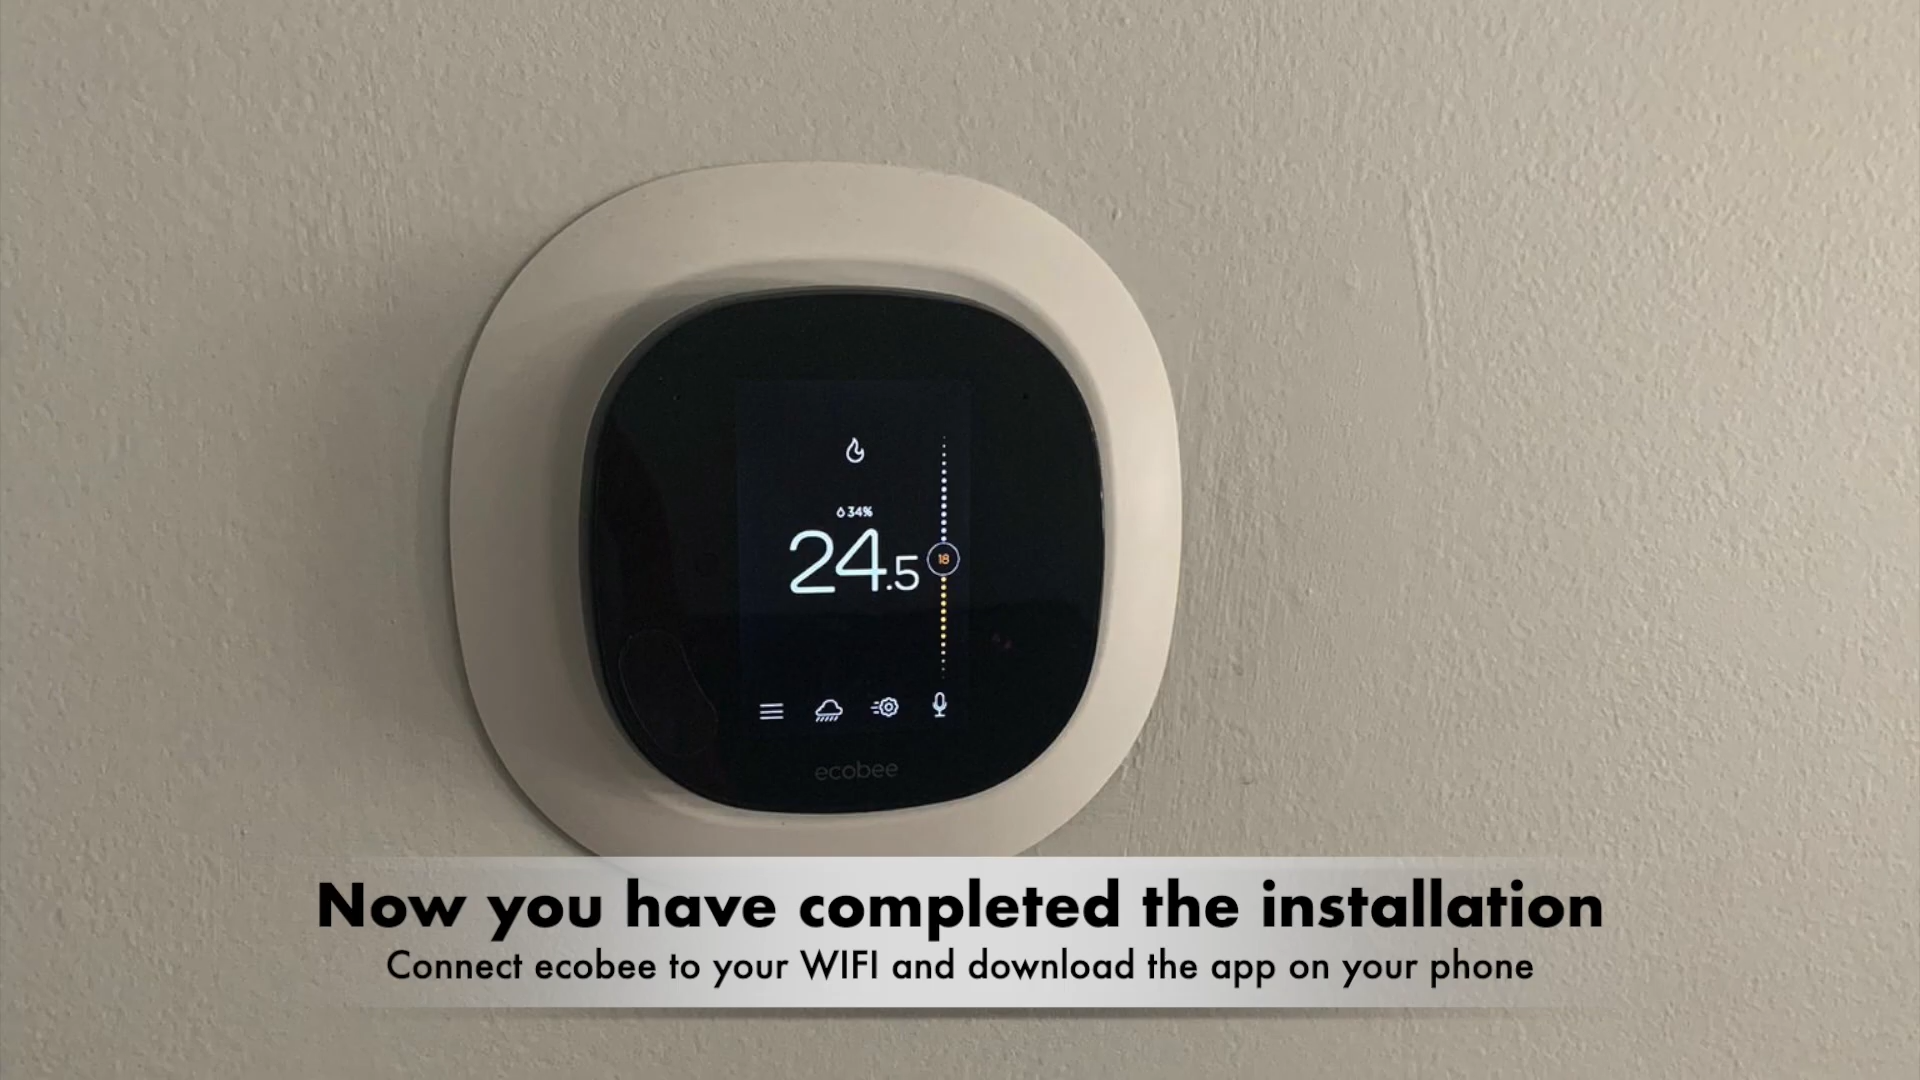 34%
24.5
18
ecobee
Now you have completed the installation
Connect ecobee to your WIFI and download the app on your phone